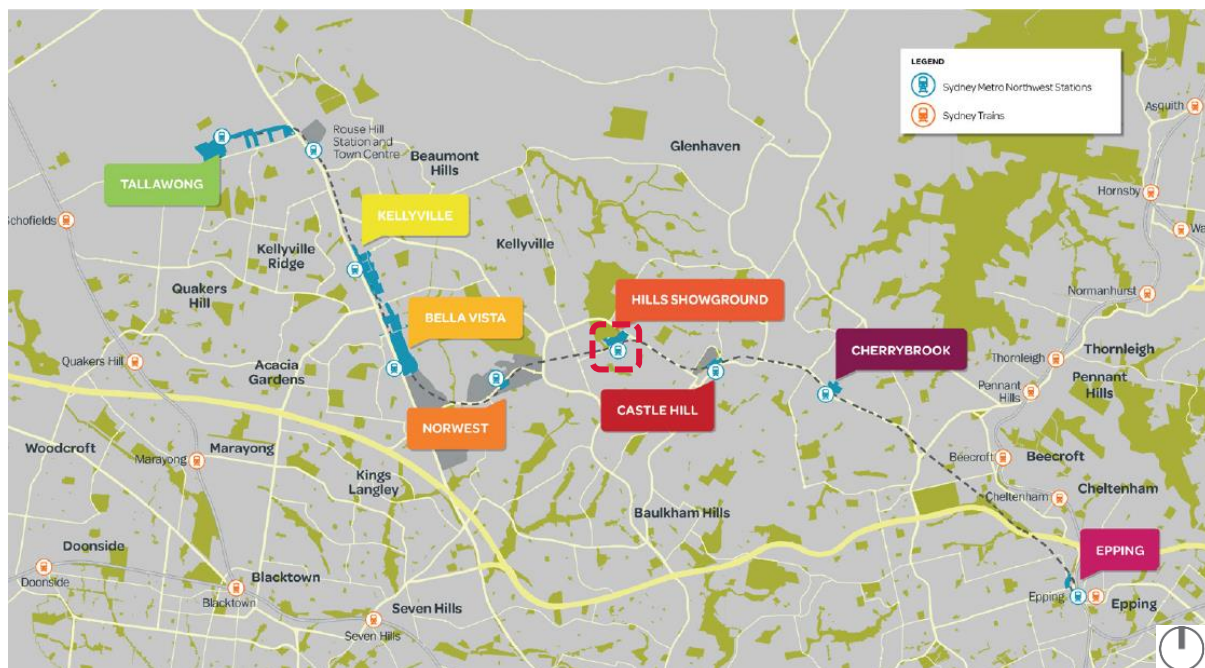 LEGEND
Sydney Metro Northwest Stations
Sydney Trains
Asquith
Rouse Hill
Station and
Town Centre
Beaumont
Hills
Glenhaven
TALLAWONG
Hornsby
Wa
Schofields
KELLYVILLE
Kellyville
Kellyville
Ridge
Quakers
Hill
Normanhurst
HILLS SHOWGROUND
BELLA VISTA
CHERRYBROOK
Quakers Hill
Acacia
Gardens
Thornleigh
Thornleigh
Pennant
Hills
Pennant
Hills
CASTLE HILL
NORWEST
Woodcroft
Marayong
Marayong
Beecroft
Beecroft
Kings
Langley
Cheltenham
Cheltenham
Baulkham Hills
Doonside
Doonside
EPPING
Blacktown
Blacktown
Epping
Epping
Seven Hills
Seven Hills